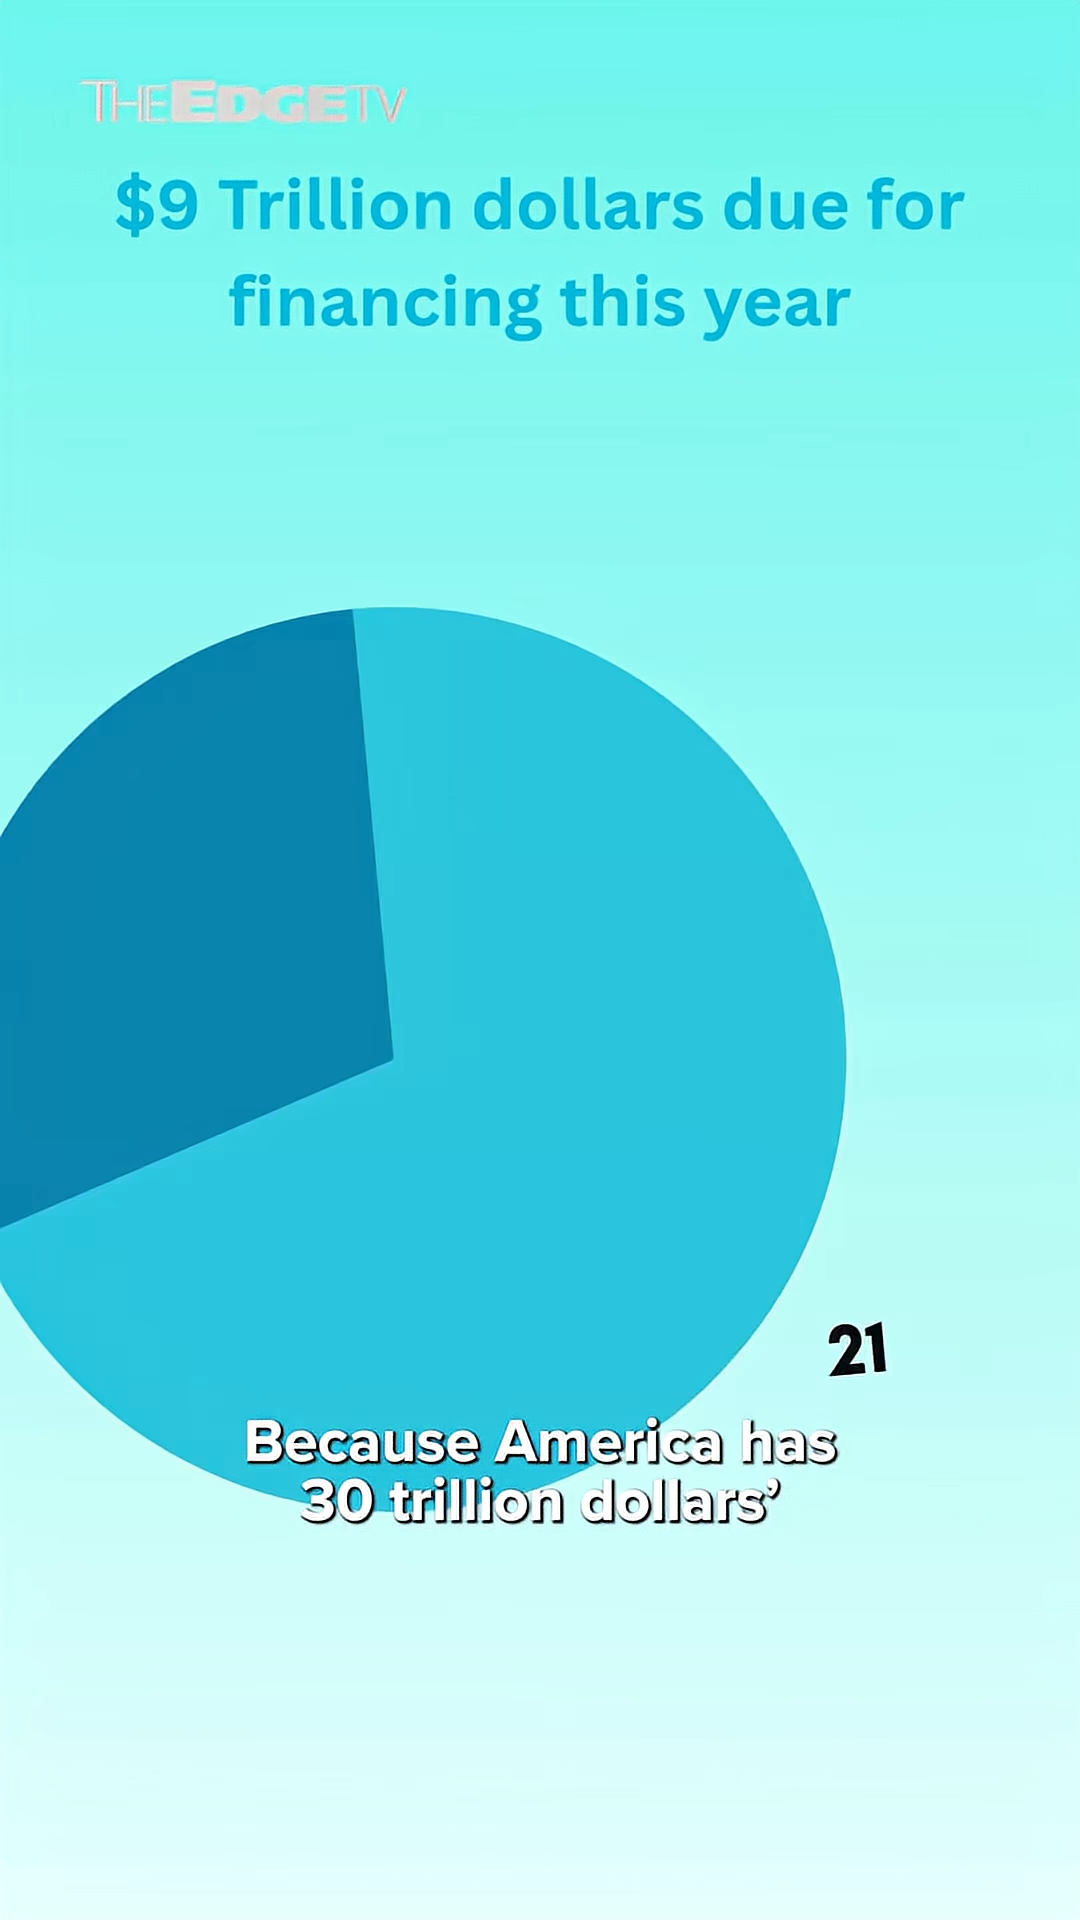 THEEDGETV
$9 Trillion dollars due for
financing this year
21
Because America has
30 trillion dollars’